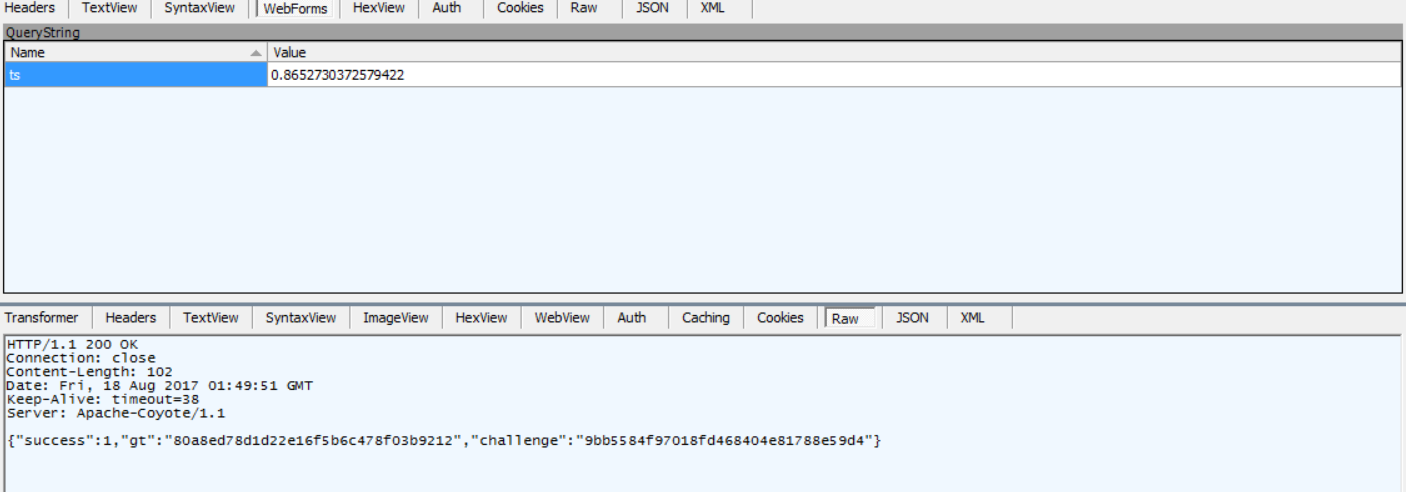 Headers TextView SyntaxView WebForms HexView Auth Cookies Raw JSON XML
QueryString
Name Value
ts 0.8652730372579422
Transformer Headers TextView SyntaxView ImageView HexView WebView Auth Caching Cookies Raw JSON XML
HTTP/1.1 200 OK
Connection: close
Content-Length: 102
Date: Fri, 18 Aug 2017 01:49:51 GMT
Keep-Alive: timeout=38
Server: Apache-Coyote/1.1
{"success":1,"gt":"80a8ed78d1d22e16f5b6c478f03b9212","challenge":"9bb5584f97018fd468404e81788e59d4"}